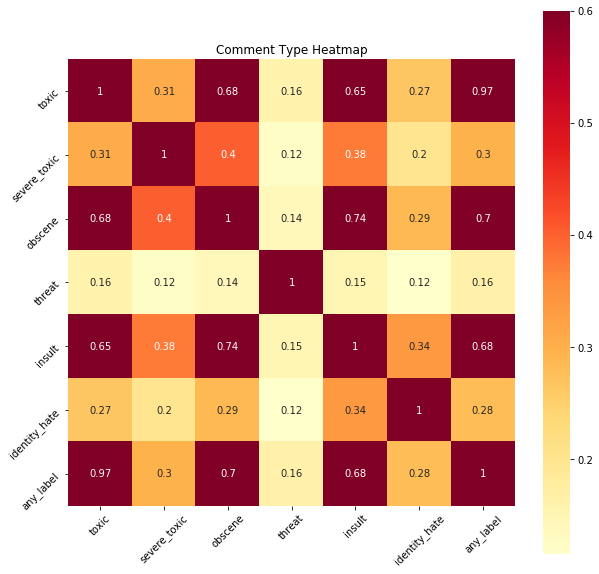 Comment Type Heatmap
toxic 1 0.31 0.68 0.16 0.65 0.27 0.97
severe_toxic 0.31 1 0.4 0.12 0.38 0.2 0.3
obscene 0.68 0.4 1 0.14 0.74 0.29 0.7
threat 0.16 0.12 0.14 1 0.15 0.12 0.16
insult 0.65 0.38 0.74 0.15 1 0.34 0.68
identity_hate 0.27 0.2 0.29 0.12 0.34 1 0.28
any_label 0.97 0.3 0.7 0.16 0.68 0.28 1
toxic severe_toxic obscene threat insult identity_hate any_label
0.6
0.5
0.4
0.3
0.2